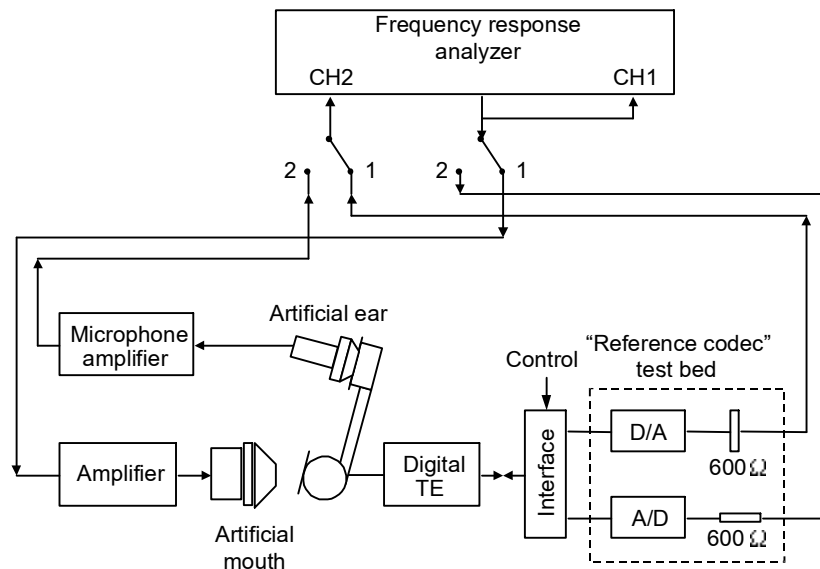 Frequency response
analyzer
CH2
CH1
2
1
2
1
Artificial ear
Microphone
amplifier
Control
“Reference codec”
test bed
D/A
600 Ω
Amplifier
Digital
TE
Interface
A/D
600 Ω
Artificial
mouth